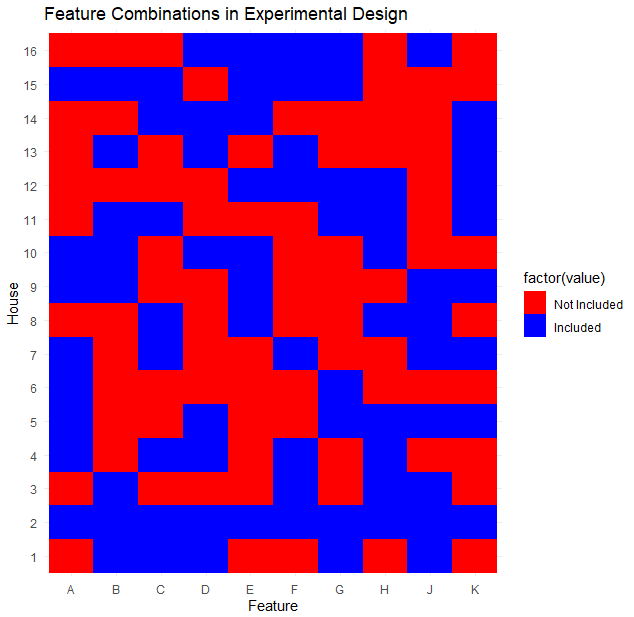 Feature Combinations in Experimental Design
House
16
15
14
13
12
11
10
9
8
7
6
5
4
3
2
1
A B C D E F G H J K
Feature
factor(value)
Not Included
Included